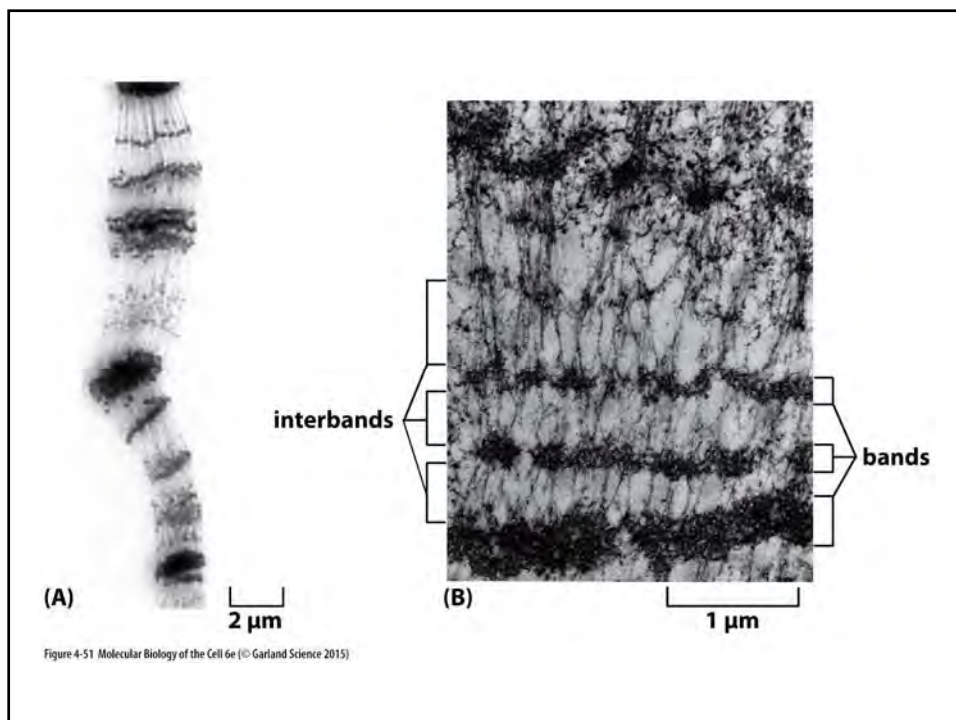 interbands
bands
(A)
2 μm
(B)
1 μm
Figure 4-51 Molecular Biology of the Cell 6e (© Garland Science 2015)